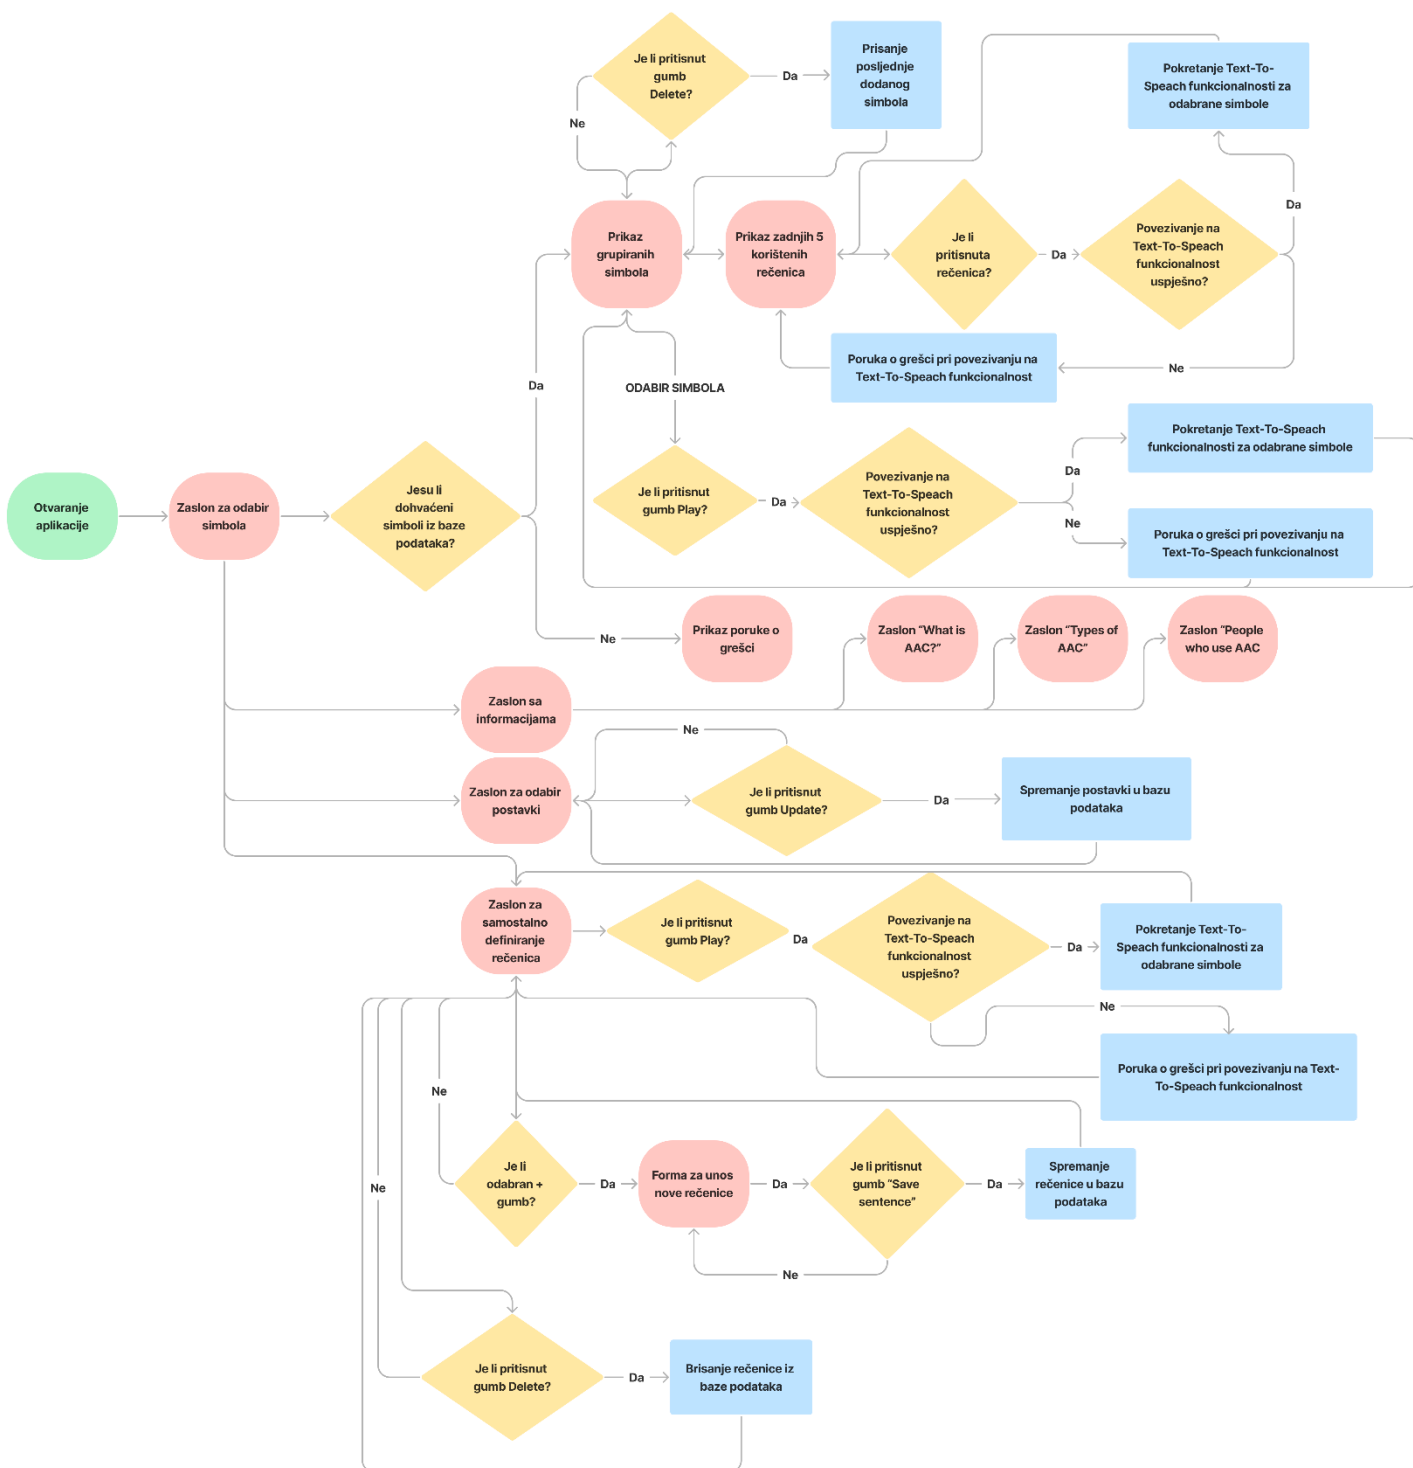 Je li pritisnut
gumb
Delete?
Da
Prisanje
posljednje
dodanog
simbola
Pokretanje Text-To-
Speach funkcionalnosti za
odabrane simbole
Ne
Da
Prikaz
grupiranih
simbola
Prikaz zadnjih 5
korištenih
rečenica
Je li
pritisnuta
rečenica?
Da
Povezivanje na
Text-To-Speach
funkcionalnost
uspješno?
Poruka o grešci pri povezivanju na
Text-To-Speach funkcionalnost
Ne
Da
ODABIR SIMBOLA
Pokretanje Text-To-Speach
funkcionalnosti za odabrane simbole
Otvaranje
aplikacije
Zaslon za odabir
simbola
Jesu li
dohvaćeni
simboli iz baze
podataka?
Je li pritisnut
gumb Play?
Da
Povezivanje na
Text-To-Speach
funkcionalnost
uspješno?
Da
Ne
Poruka o grešci pri povezivanju na
Text-To-Speach funkcionalnost
Ne
Prikaz poruke o
grešci
Zaslon “What is
AAC?”
Zaslon “Types of
AAC”
Zaslon “People
who use AAC
Zaslon sa
informacijama
Ne
Zaslon za odabir
postavki
Je li pritisnut
gumb Update?
Da
Spremanje postavki u bazu
podataka
Zaslon za
samostalno
definiranje
rečenica
Je li pritisnut
gumb Play?
Da
Povezivanje na
Text-To-Speach
funkcionalnost
uspješno?
Da
Pokretanje Text-To-
Speach funkcionalnosti za
odabrane simbole
Ne
Poruka o grešci pri povezivanju na Text-
To-Speach funkcionalnost
Ne
Je li
odabran +
gumb?
Da
Forma za unos
nove rečenice
Da
Je li pritisnut
gumb “Save
sentence”
Da
Spremanje
rečenice u bazu
podataka
Ne
Ne
Je li pritisnut
gumb Delete?
Da
Brisanje rečenice iz
baze podataka